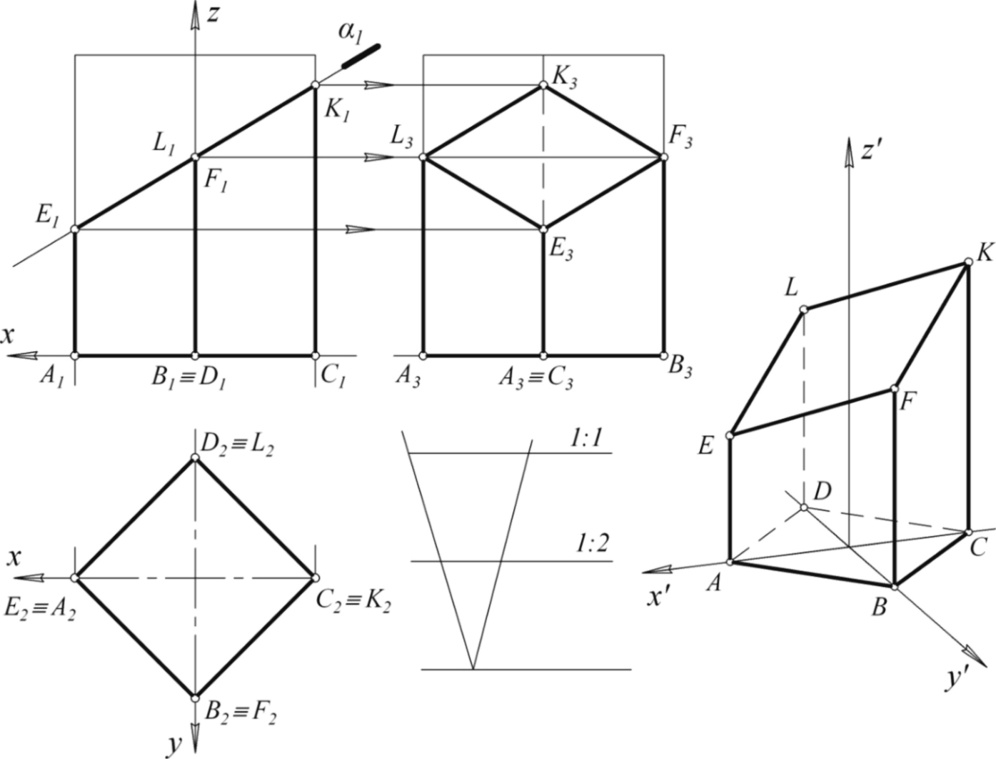 z
α1
K1
L1
F1
E1
x
A1
B1≡D1
C1
K3
L3
F3
E3
A3
A3≡C3
B3
D2≡L2
x
E2≡A2
C2≡K2
B2≡F2
y
1:1
1:2
z′
K
L
F
E
D
C
A
B
x′
y′